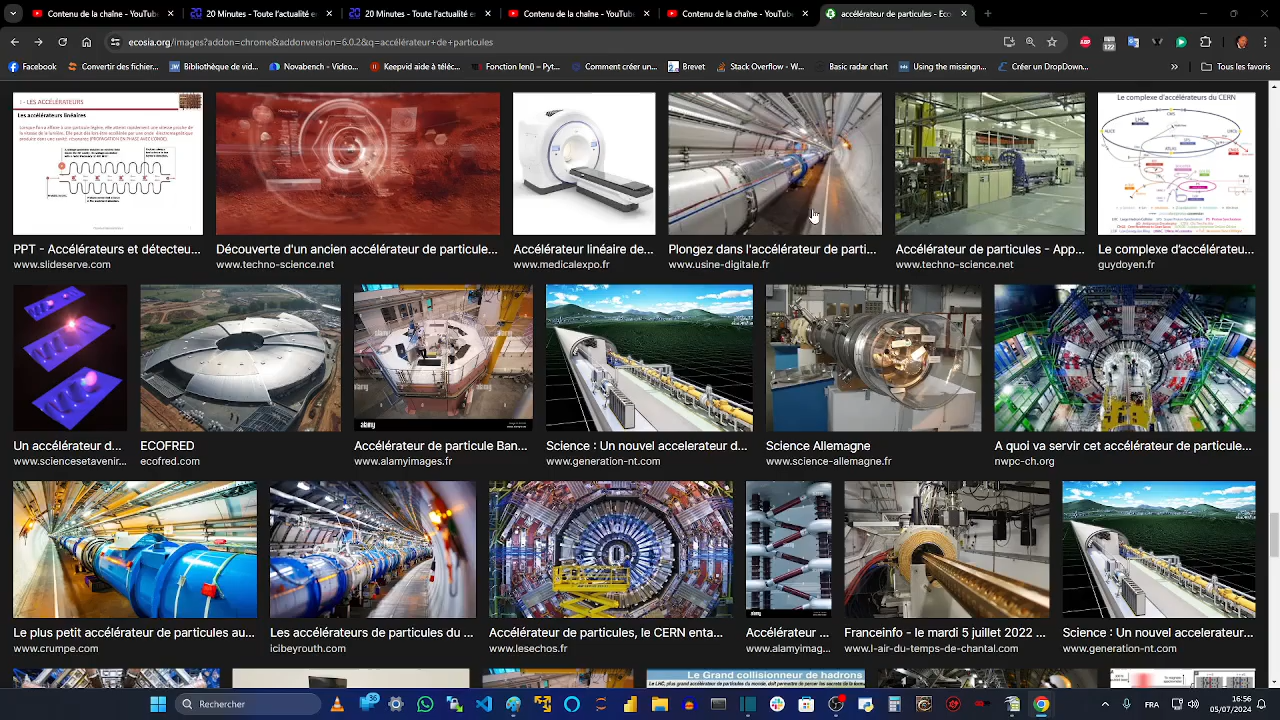 Contenu de la chaîne - YouTub
20 Minutes - Toute l'actualité e
20 Minutes - Toute l'actualité e
Contenu de la chaîne - YouTub
Contenu de la chaîne - YouTub
accélérateur de particules - Eco
ecosia.org/images?addon=chrome&addonversion=6.0.2&q=accélérateur+de+particules
Facebook
Convertir des fichier...
Bibliothèque de vid...
Novabench - Video...
Keepvid aide à téléc...
Fonction len() — Pyt...
Comment créer un...
Brevet
Stack Overflow - W...
Basic radar chart
Using the missingn...
Créer un DropDown...
Tous les favoris
I - LES ACCÉLÉRATEURS
Les accélérateurs linéaires
Le complexe d'accélérateurs du CERN
PPT - Accélérateurs et détecteu...
www.slideserve.com
Découverte d'un ancien accélérateur de particule...
www.techno-science.net
Accélérateur linéaire de...
www.medicalexpo.fr
Plongée dans l'accélérateur de parti...
www.usine-digitale.fr
Accélérateur de particules - App...
www.techno-science.net
Le complexe d'accélérateu...
guydoyen.fr
Un accélérateur d...
www.scienceetavenir...
ECOFRED
ecofred.com
Accélérateur de particule Ban...
www.alamyimages.fr
Science : Un nouvel accelerateur d...
www.generation-nt.com
Science Allemagne
www.science-allemagne.fr
A quoi va servir cet accélérateur de particule...
nwpc-ch.org
Le plus petit accélérateur de particules au...
www.crumpe.com
Les accélérateurs de particules du ...
icibeyrouth.com
Accélérateur de particules, le CERN enta...
www.lesechos.fr
Accélérateur ...
www.alamyimag...
Franceinfo - le mardi 5 juillet 2022 ...
www.l-air-du-temps-de-chantal.com
Science : Un nouvel accelerateur...
www.generation-nt.com
Le Grand collisionneur de hadrons
Rechercher
FRA
16:56
05/07/2024